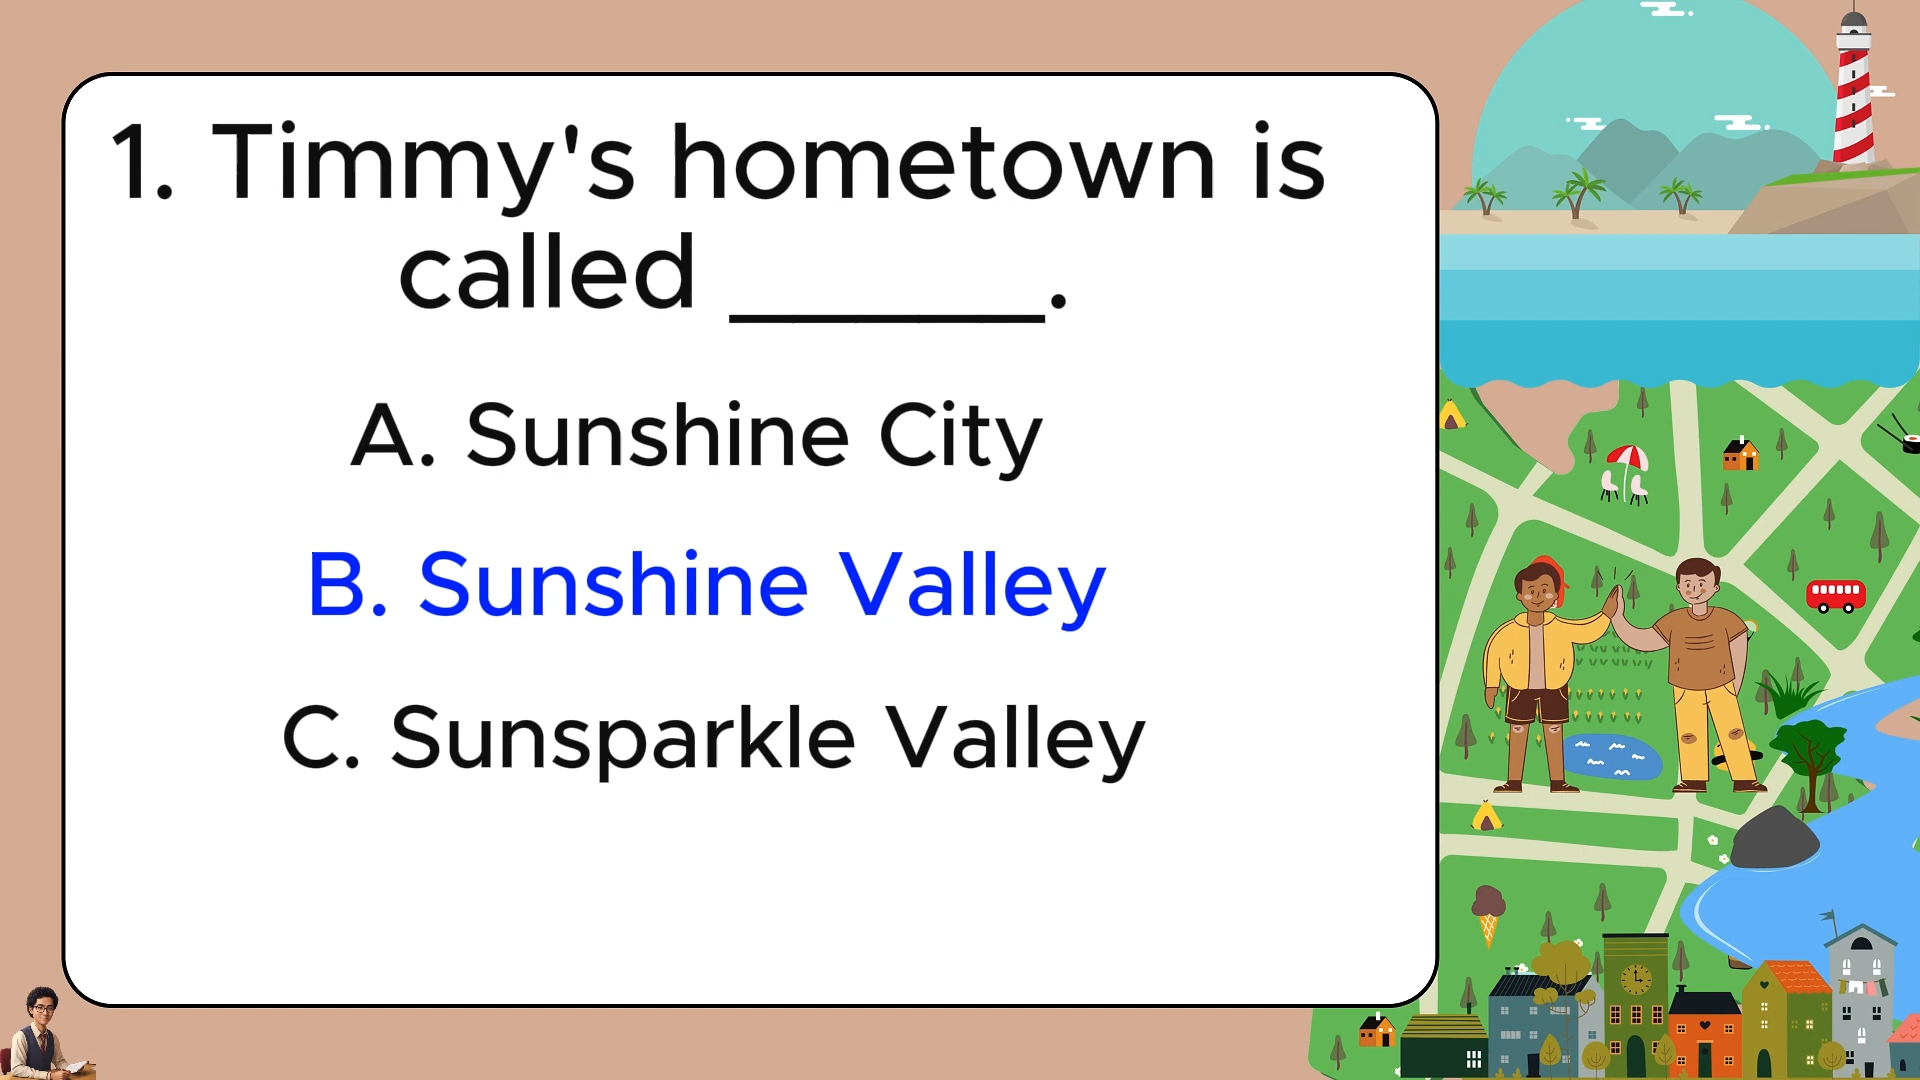 1. Timmy's hometown is
called ______.
A. Sunshine City
B. Sunshine Valley
C. Sunsparkle Valley